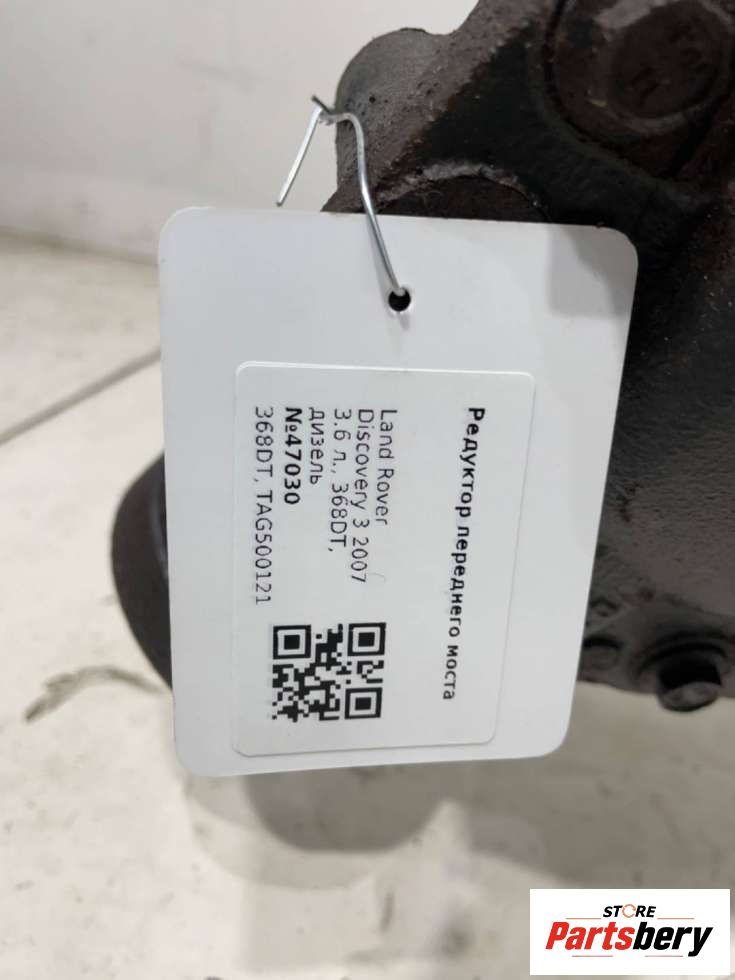 Редуктор переднего моста
Land Rover
Discovery 3 2007
3.6 л., 368DT,
дизель
№47030
368DT, TAG500121
STORE
Partsbery